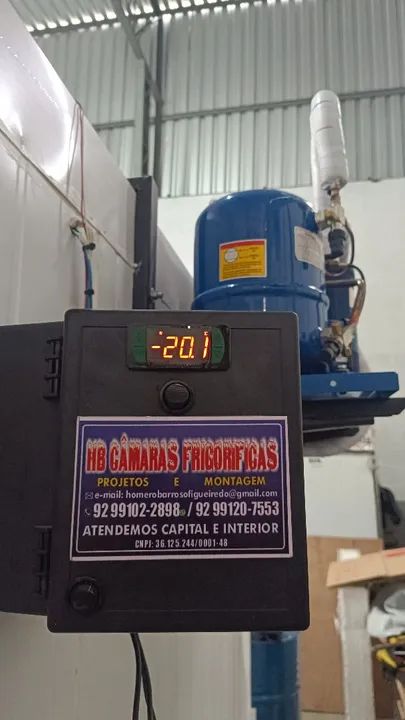 -20.1
HB CÂMARAS FRIGORIFICAS
PROJETOS E MONTAGEM
e-mail: homerobarrosofigueiredo@gmail.com
92 99102-2898 / 92 99120-7553
ATENDEMOS CAPITAL E INTERIOR
CNPJ: 36.125.244/0001-48